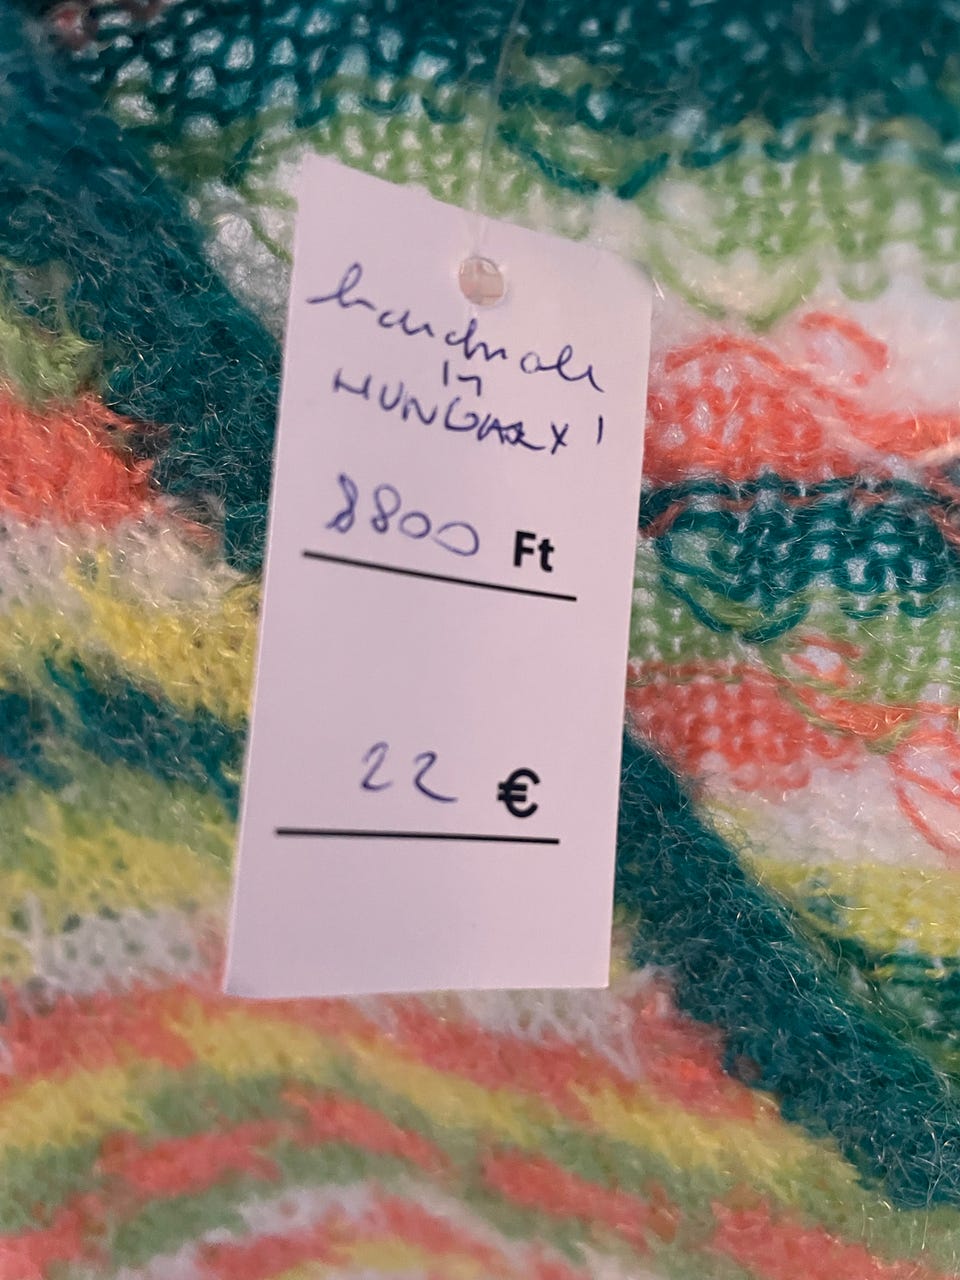 handmade
in
HUNGARY!
8800 Ft
22 €